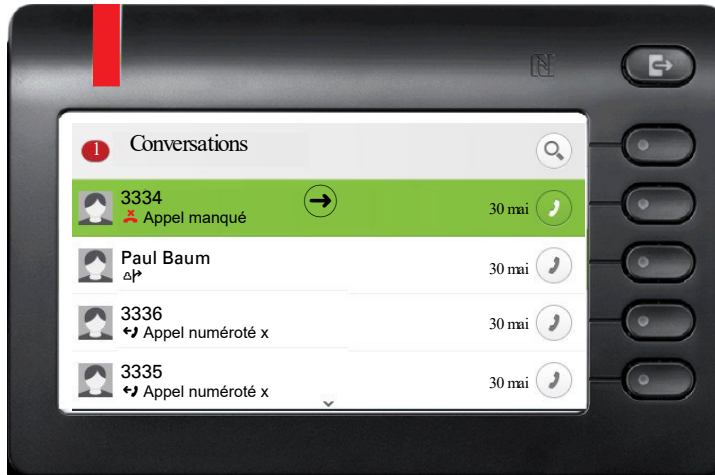 1 Conversations
3334
Appel manqué
30 mai
Paul Baum
30 mai
3336
Appel numéroté x
30 mai
3335
Appel numéroté x
30 mai